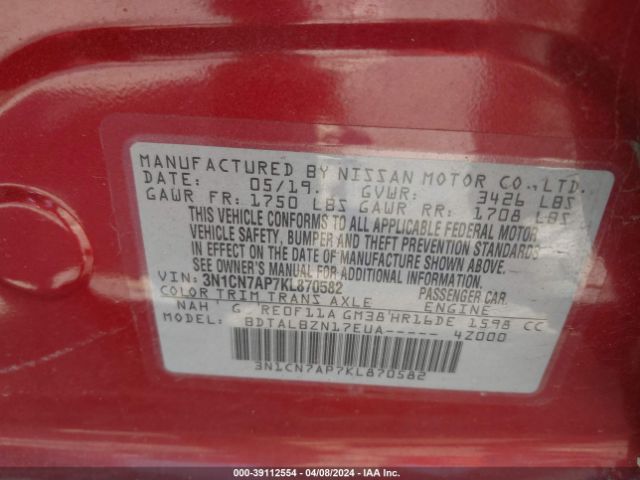 MANUFACTURED BY NISSAN MOTOR CO., LTD.
DATE: 05/19. GVWR: 3426 LBS
GAWR FR: 1750 LBS GAWR RR: 1708 LBS
THIS VEHICLE CONFORMS TO ALL APPLICABLE FEDERAL MOTOR
VEHICLE SAFETY, BUMPER AND THEFT PREVENTION STANDARDS
IN EFFECT ON THE DATE OF MANUFACTURE SHOWN ABOVE.
SEE OWNER'S MANUAL FOR ADDITIONAL INFORMATION.
VIN: 3N1CN7AP7KL870582 PASSENGER CAR
COLOR TRIM TRANS AXLE ENGINE
NAH G RE0F11A GM38 HR16DE 1598 CC
MODEL BDTALBZN17EUA----- 4Z000
3N1CN7AP7KL870582
000-39112554 | 04/08/2024 | IAA Inc.